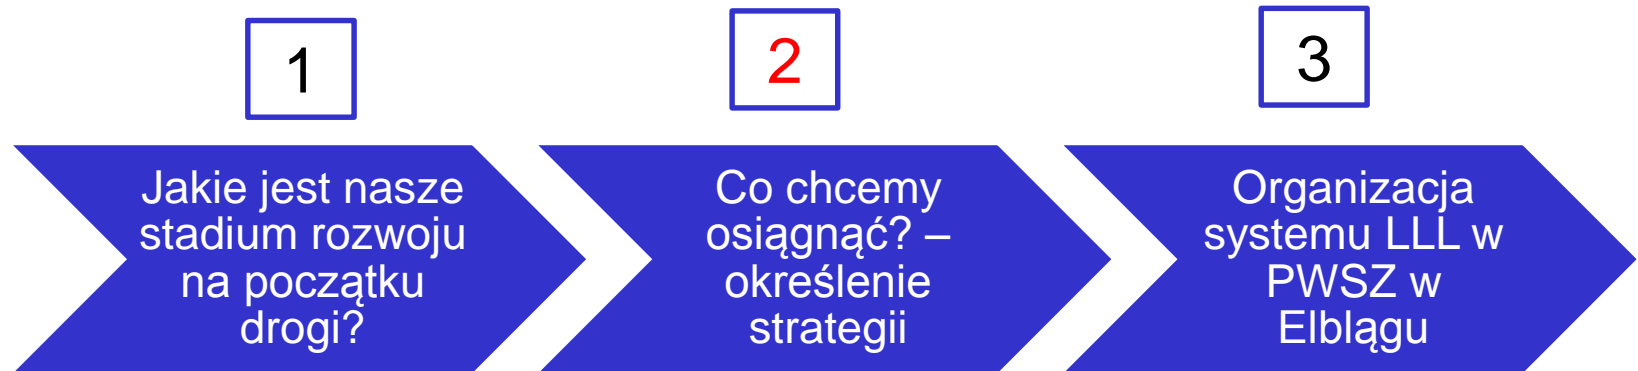 1
Jakie jest nasze
stadium rozwoju
na początku
drogi?
2
Co chcemy
osiągnąć? –
określenie
strategii
3
Organizacja
systemu LLL w
PWSZ w
Elblągu